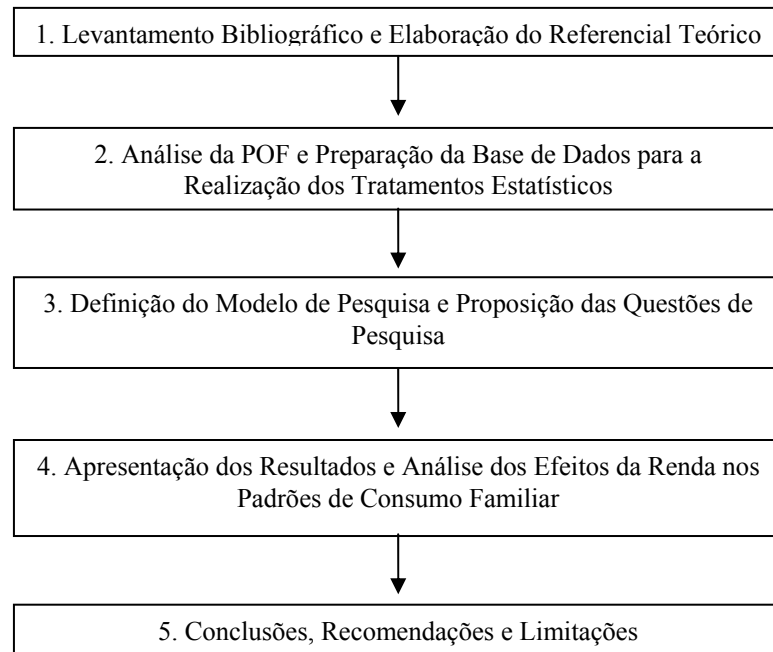 1. Levantamento Bibliográfico e Elaboração do Referencial Teórico
2. Análise da POF e Preparação da Base de Dados para a
Realização dos Tratamentos Estatísticos
3. Definição do Modelo de Pesquisa e Proposição das Questões de
Pesquisa
4. Apresentação dos Resultados e Análise dos Efeitos da Renda nos
Padrões de Consumo Familiar
5. Conclusões, Recomendações e Limitações